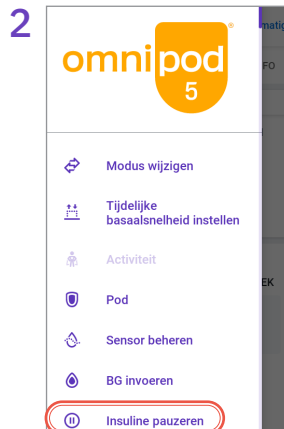 2
omnipod
5
Modus wijzigen
Tijdelijke
basaalsnelheid instellen
Activiteit
Pod
Sensor beheren
BG invoeren
Insuline pauzeren